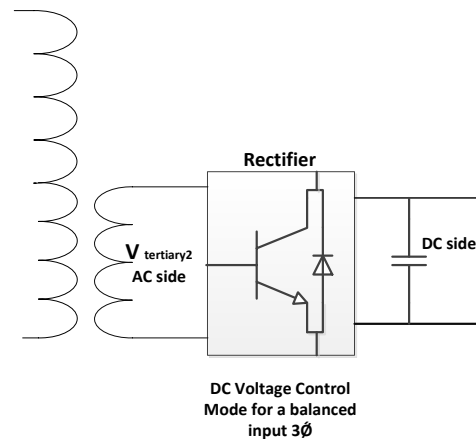 Rectifier
V tertiary2
AC side
DC side
DC Voltage Control
Mode for a balanced
input 3Ø